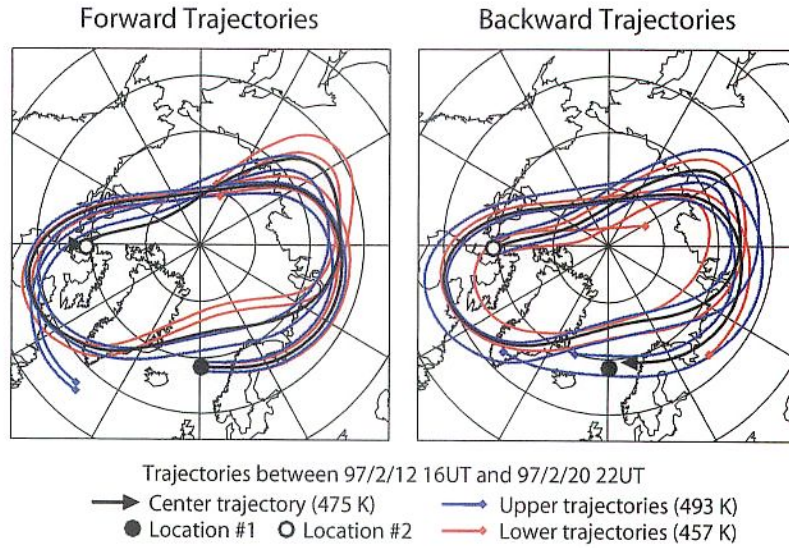 Forward Trajectories
Backward Trajectories
Trajectories between 97/2/12 16UT and 97/2/20 22UT
Center trajectory (475 K)
Upper trajectories (493 K)
Location #1
Location #2
Lower trajectories (457 K)